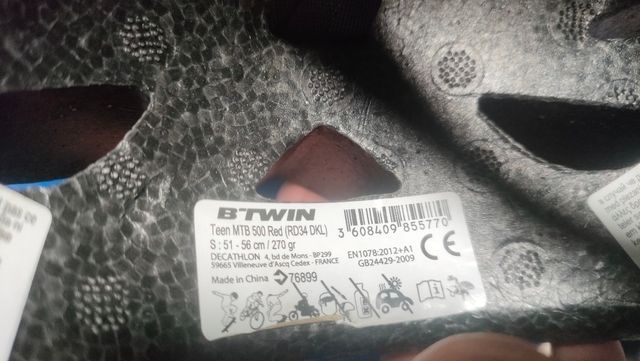 B'TWIN
Teen MTB 500 Red (RD34 DKL)
S : 51 - 56 cm / 270 gr
DECATHLON 4, bd de Mons - BP299
59665 Villeneuve d'Ascq Cedex - FRANCE
Made in China 76899
3 608409 855770
EN1078:2012+A1
GB24429-2009
CE